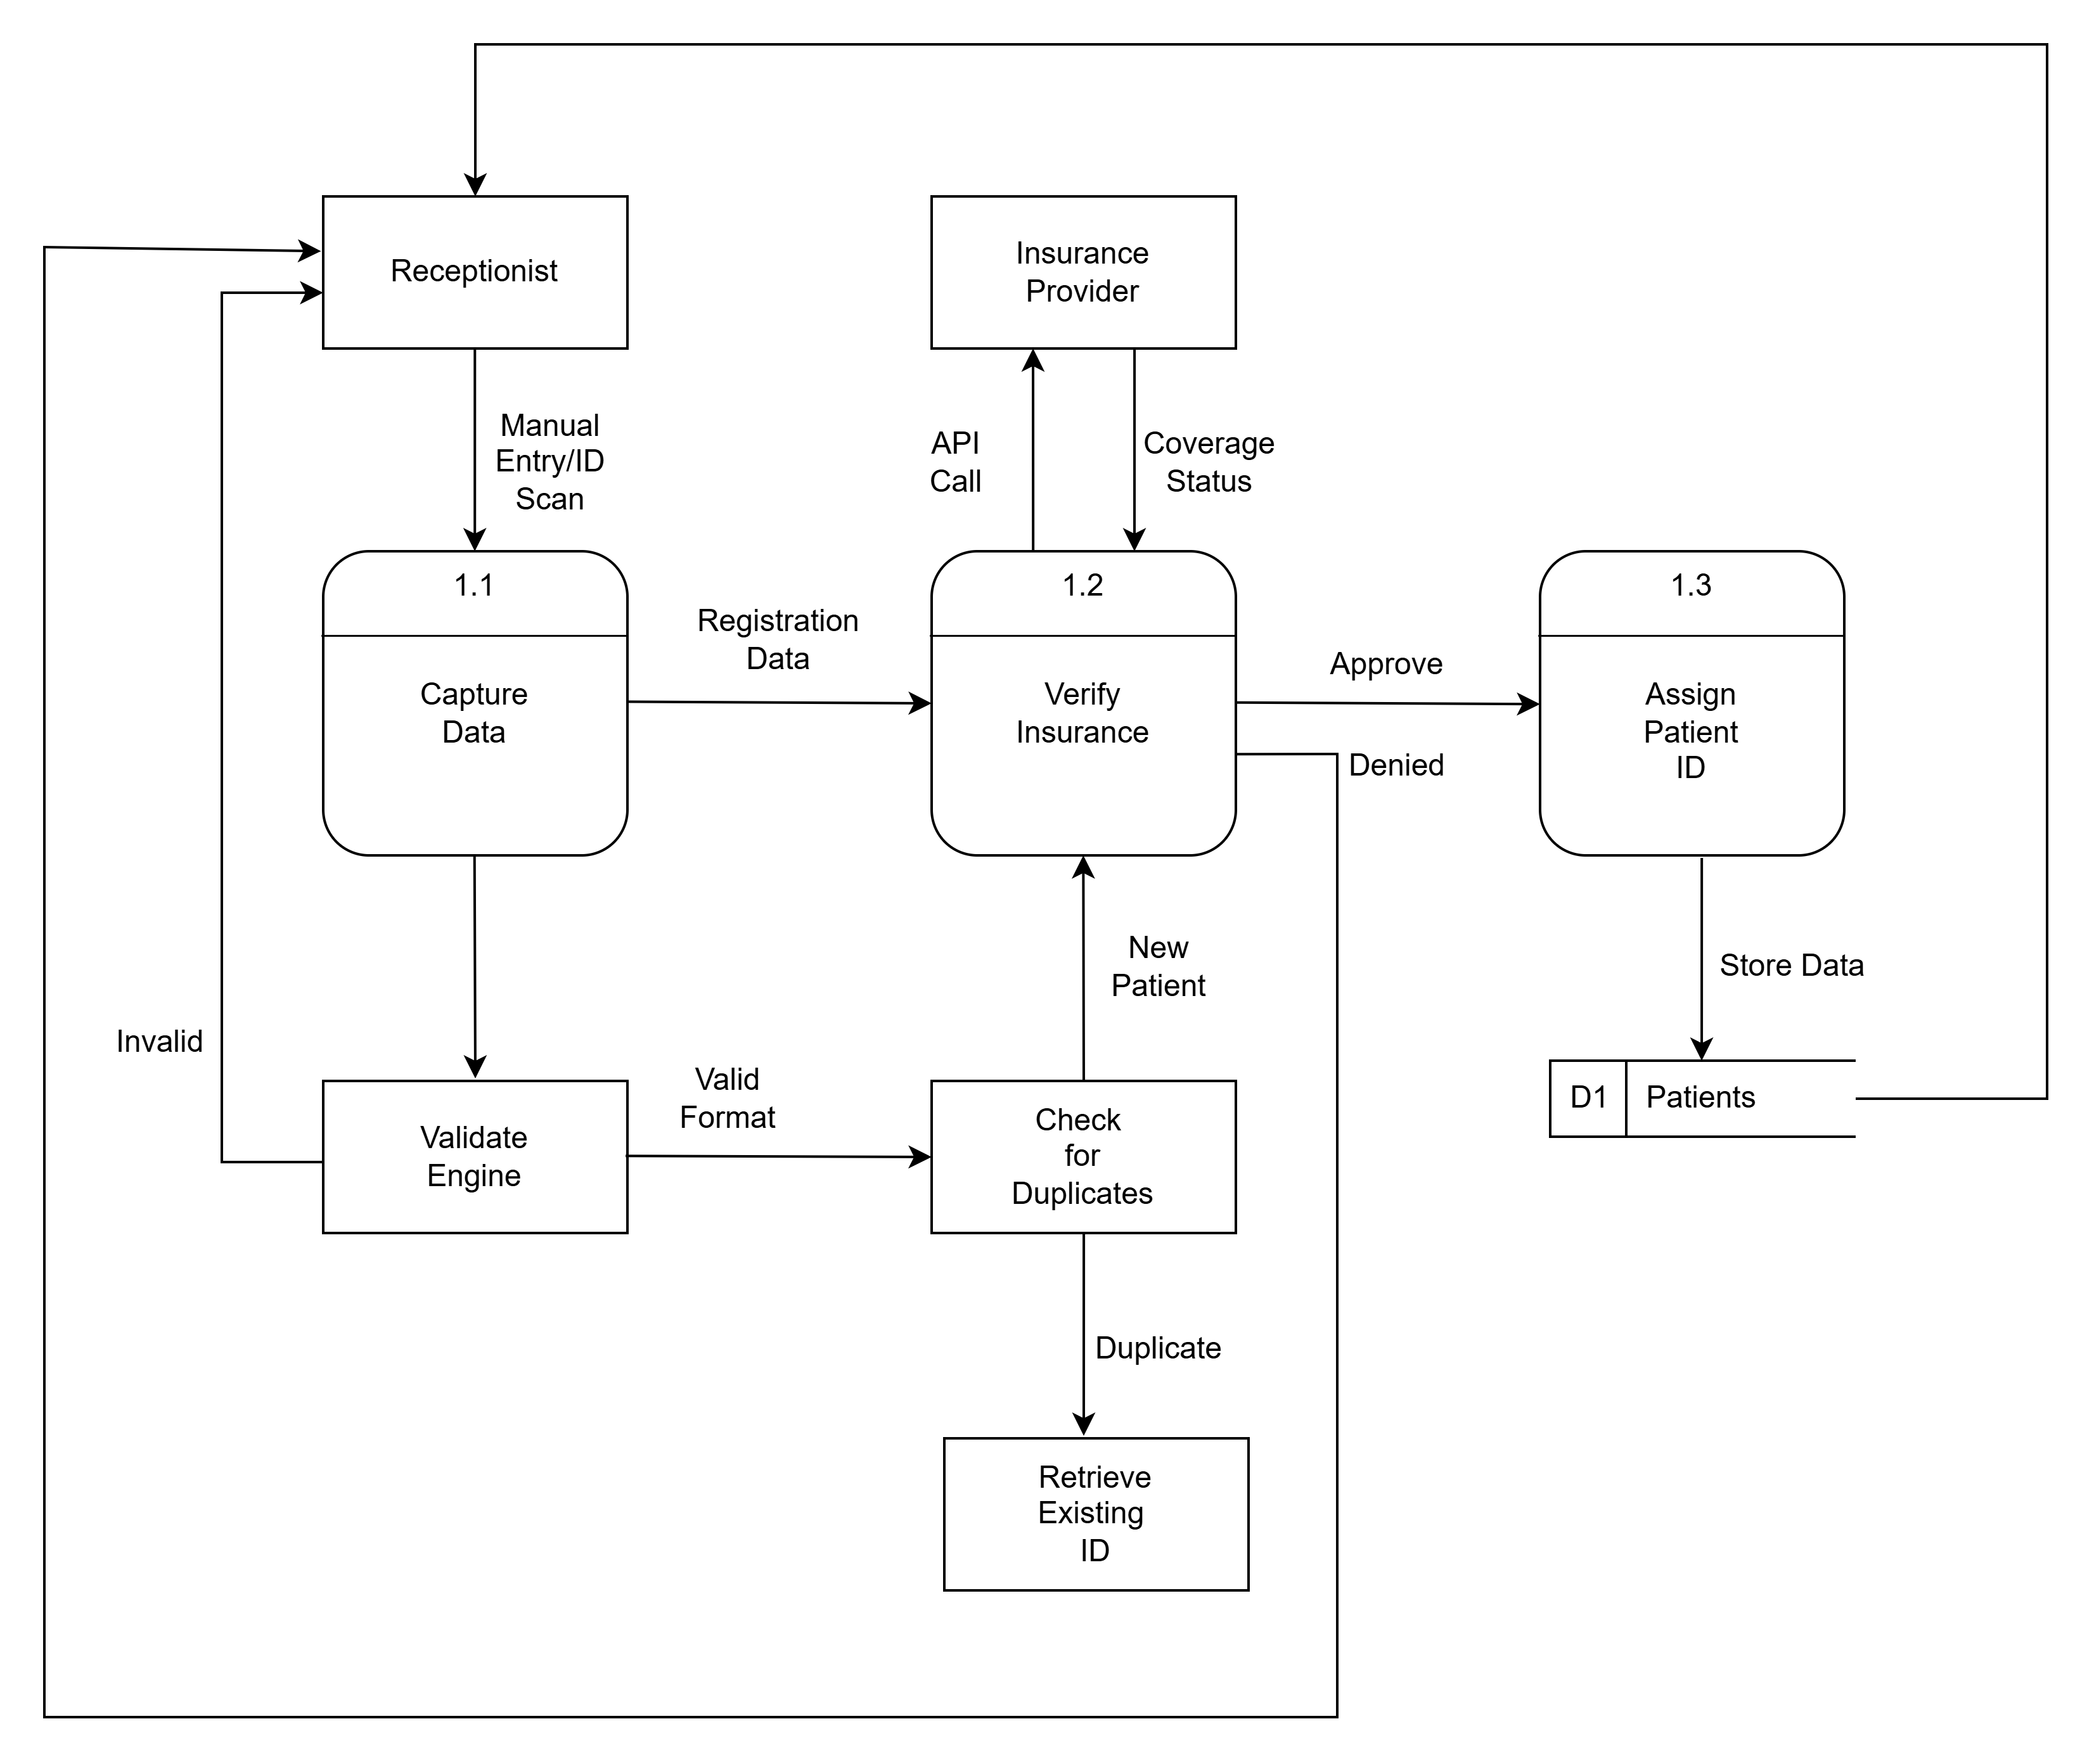 Receptionist
Insurance
Provider
Manual
Entry/ID
Scan
API
Call
Coverage
Status
1.1
Capture
Data
Registration
Data
1.2
Verify
Insurance
Approve
Denied
1.3
Assign
Patient
ID
New
Patient
Store Data
Invalid
Valid
Format
D1
Patients
Validate
Engine
Check
for
Duplicates
Duplicate
Retrieve
Existing
ID